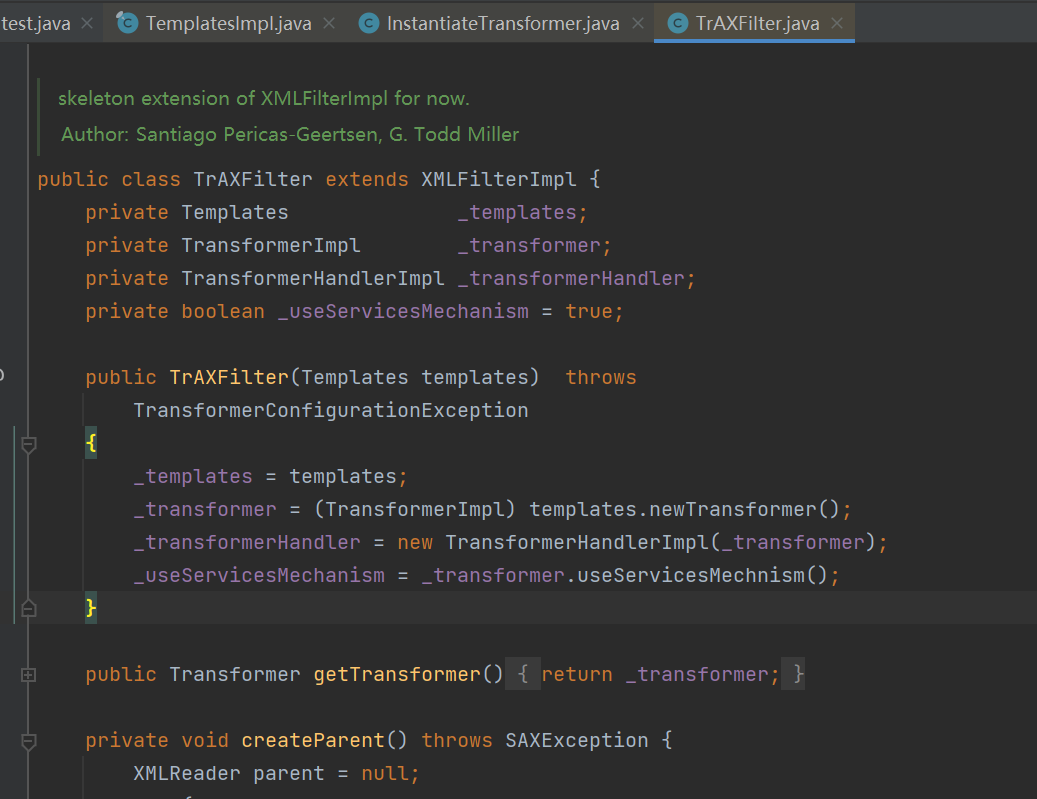 test.java × TemplatesImpl.java × InstantiateTransformer.java × TrAXFilter.java ×
skeleton extension of XMLFilterImpl for now.
Author: Santiago Pericas-Geertsen, G. Todd Miller
public class TrAXFilter extends XMLFilterImpl {
private Templates _templates;
private TransformerImpl _transformer;
private TransformerHandlerImpl _transformerHandler;
private boolean _useServicesMechanism = true;
public TrAXFilter(Templates templates) throws
TransformerConfigurationException
{
_templates = templates;
_transformer = (TransformerImpl) templates.newTransformer();
_transformerHandler = new TransformerHandlerImpl(_transformer);
_useServicesMechanism = _transformer.useServicesMechnism();
}
public Transformer getTransformer() { return _transformer; }
private void createParent() throws SAXException {
XMLReader parent = null;